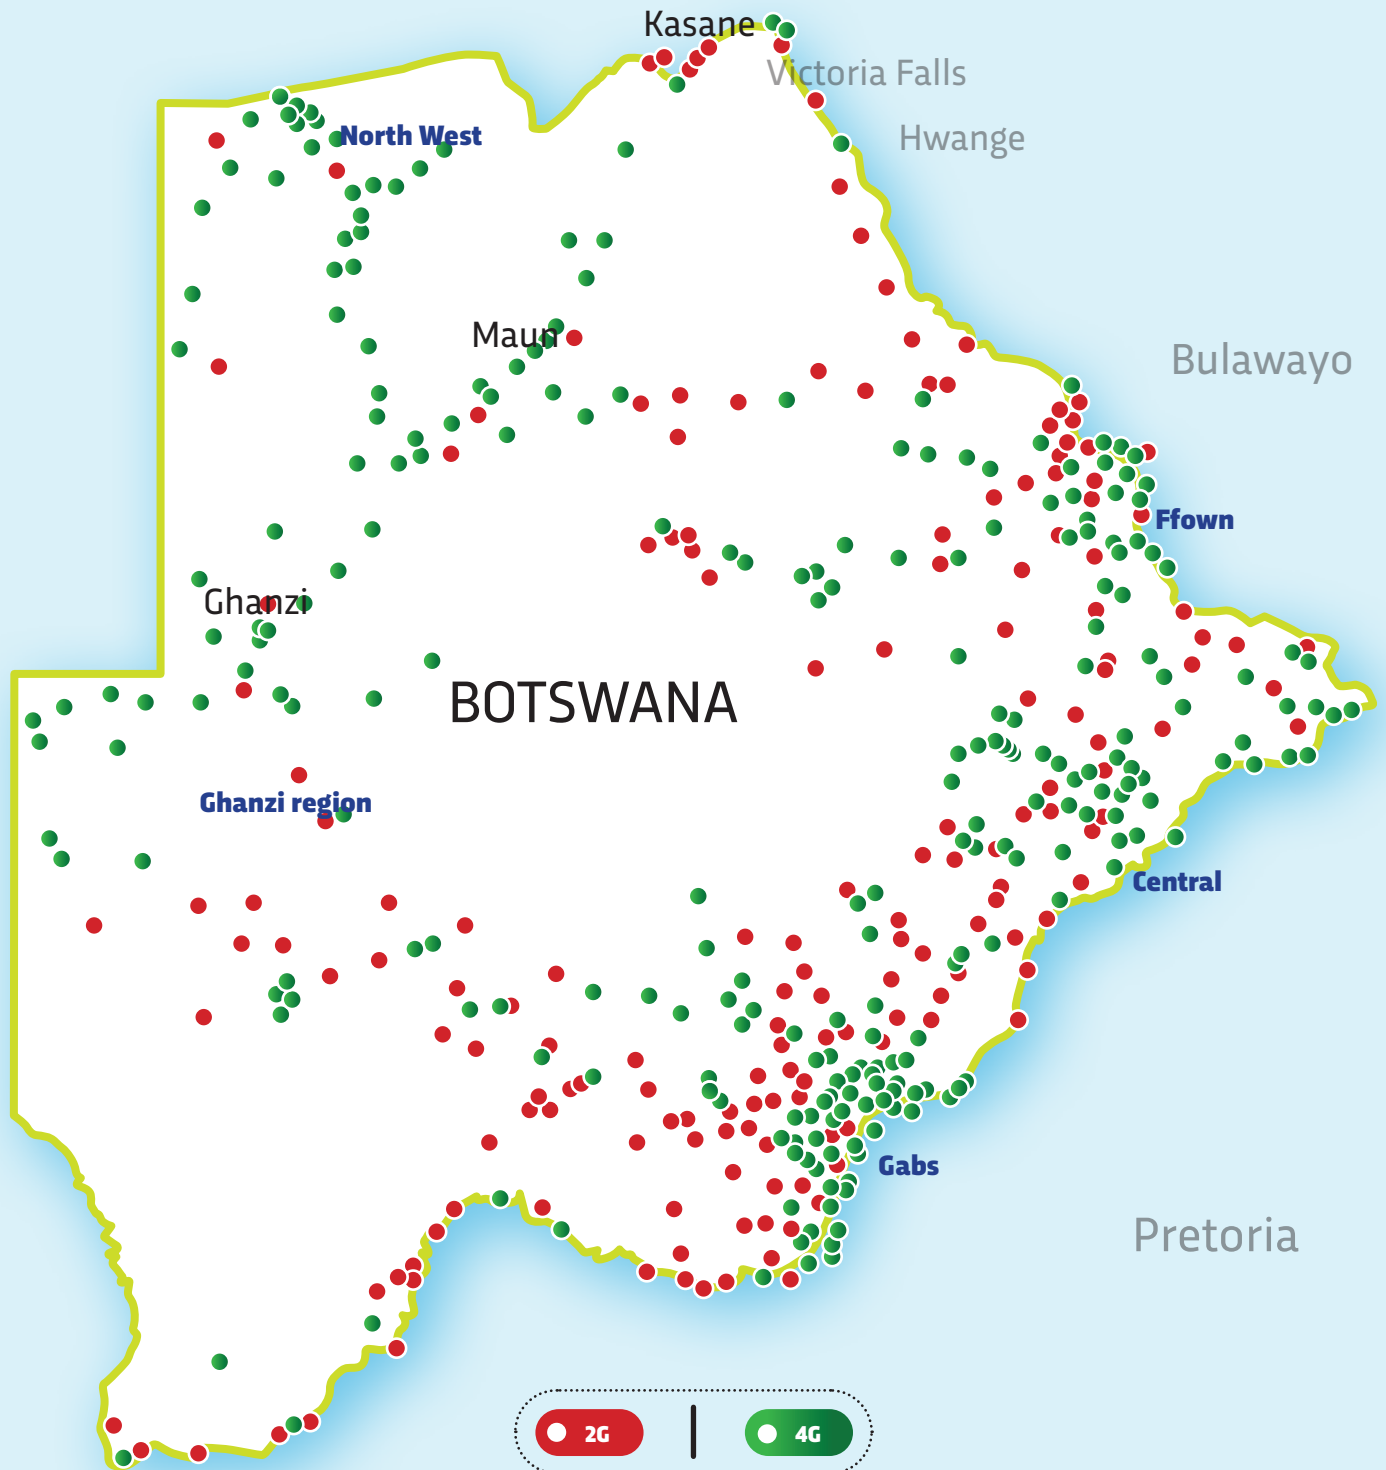 Kasane
Victoria Falls
North West
Hwange
Maun
Bulawayo
Ffown
Ghanzi
BOTSWANA
Ghanzi region
Central
Gabs
Pretoria
2G
4G